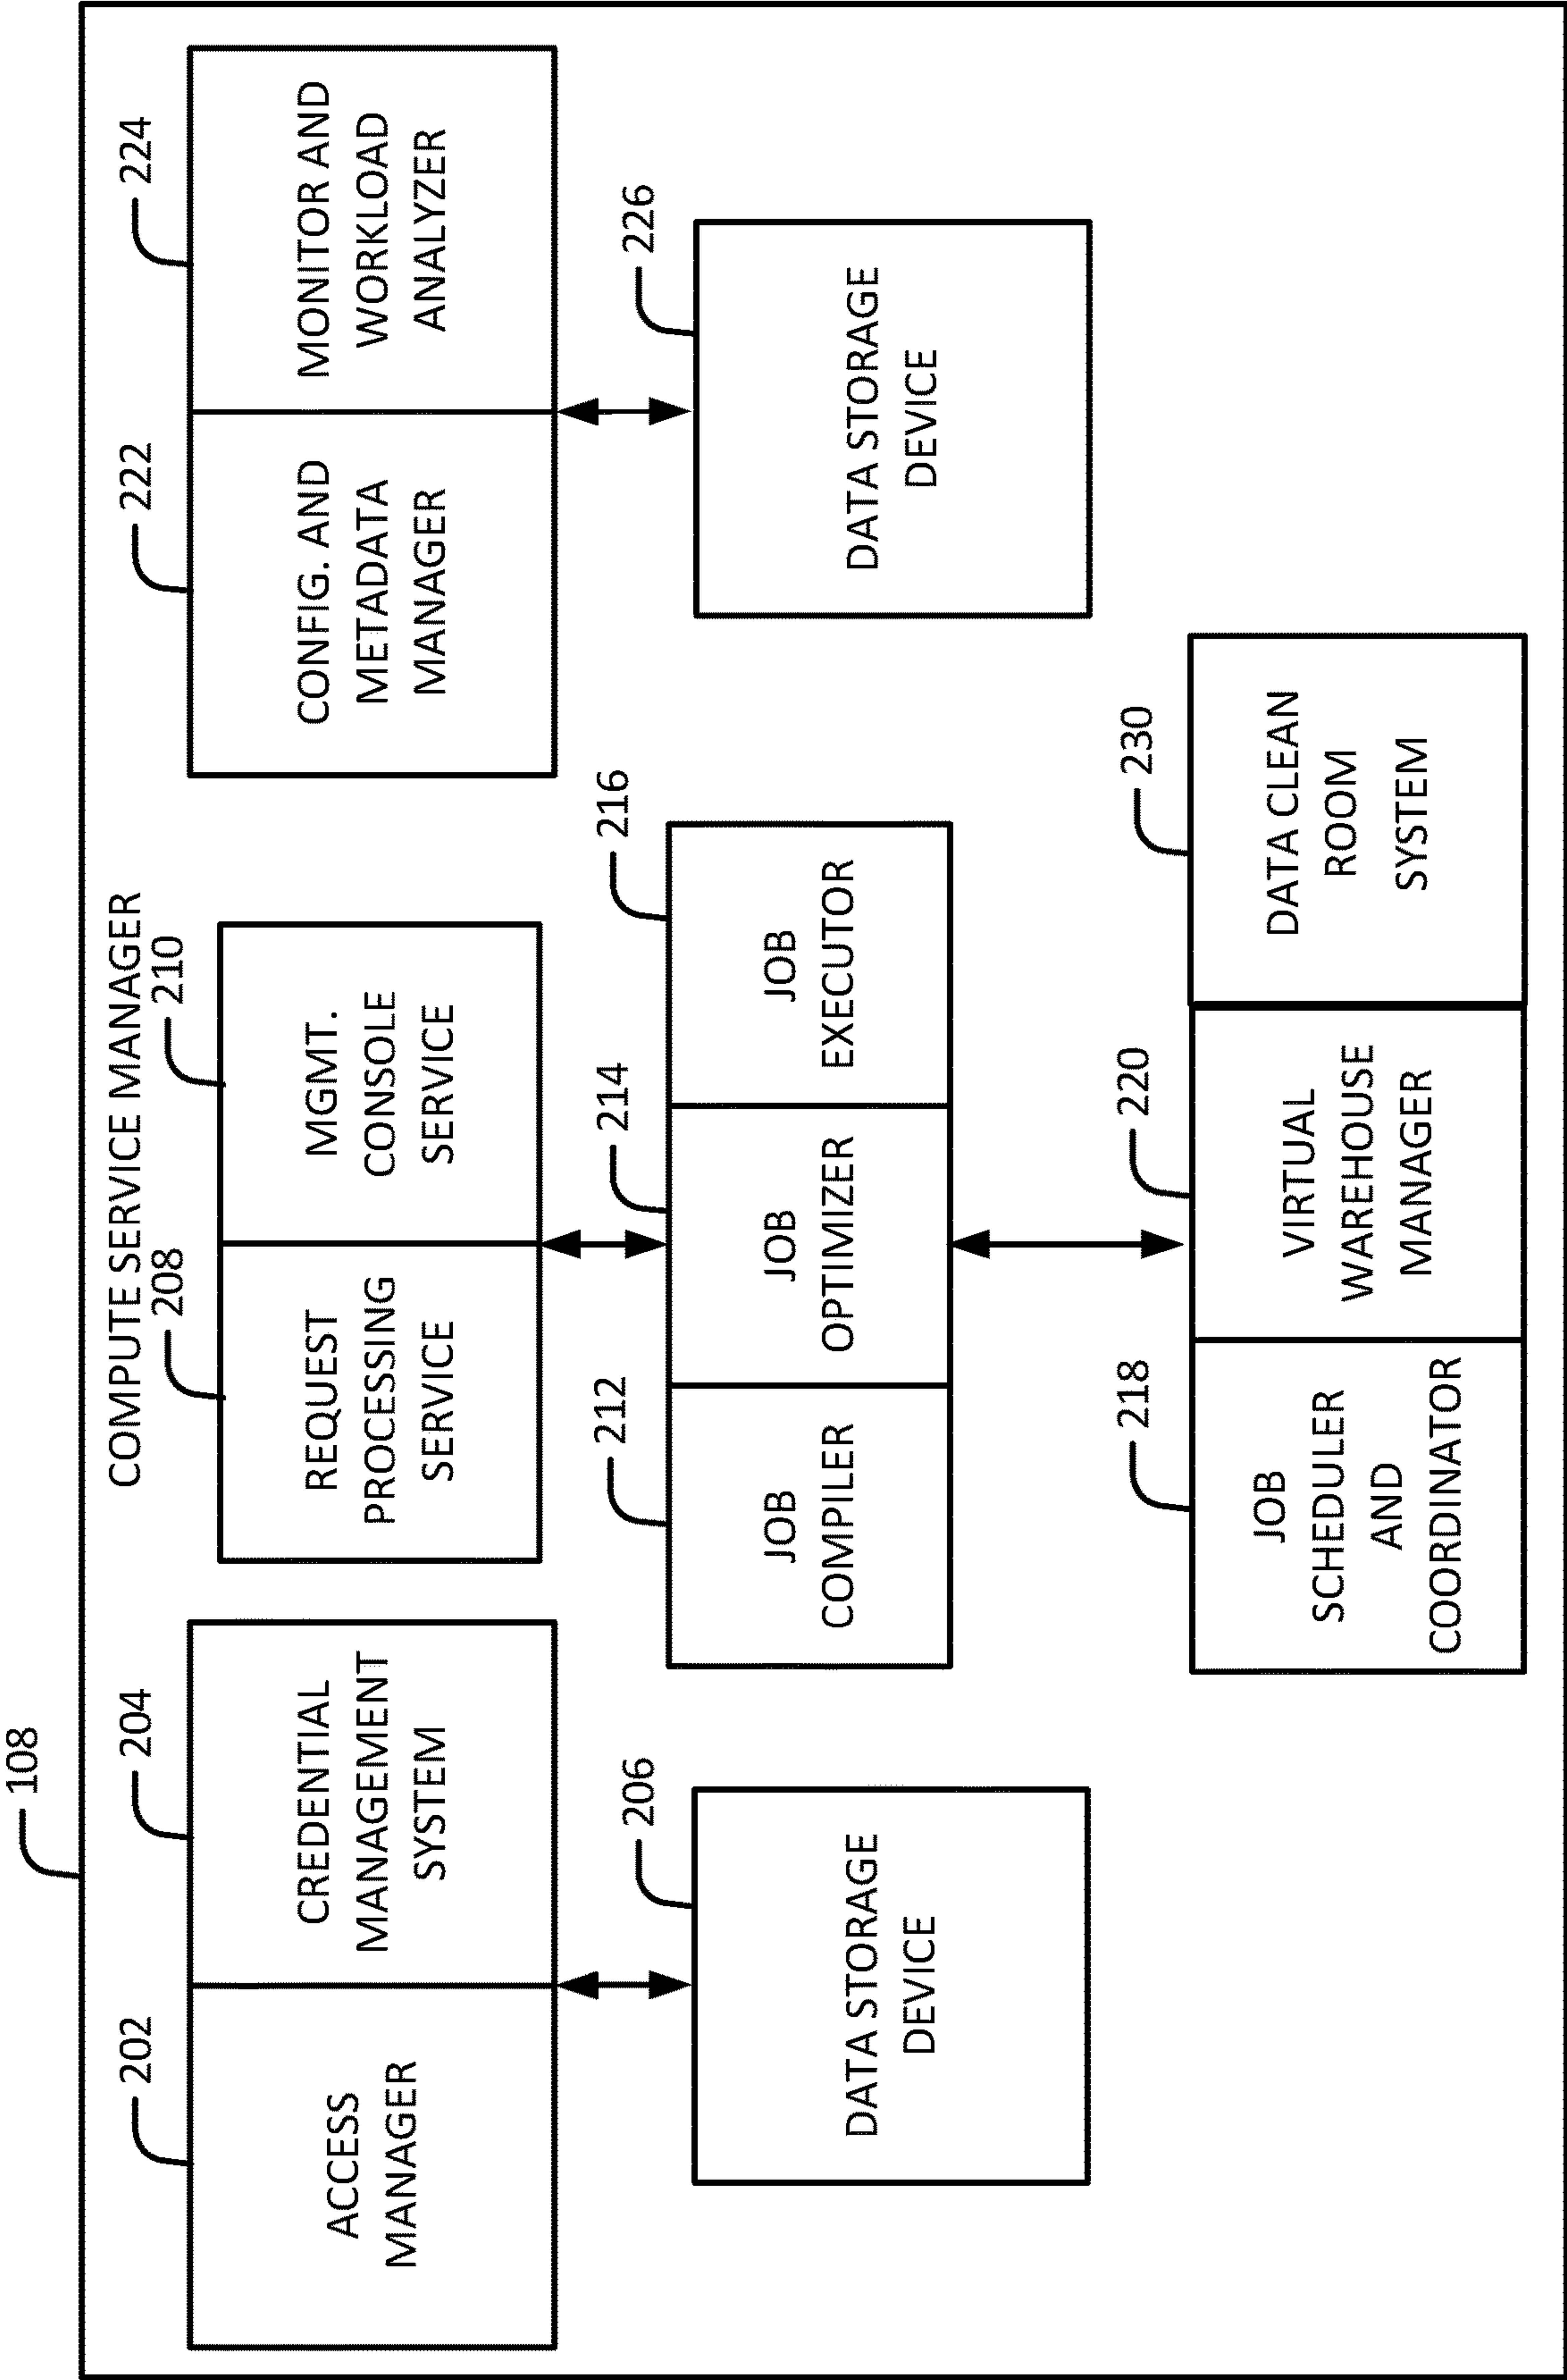 108
COMPUTE SERVICE MANAGER
202
204
208
210
222
224
ACCESS
MANAGER
CREDENTIAL
MANAGEMENT
SYSTEM
REQUEST
PROCESSING
SERVICE
MGMT.
CONSOLE
SERVICE
CONFIG. AND
METADATA
MANAGER
MONITOR AND
WORKLOAD
ANALYZER
206
212
214
216
226
DATA STORAGE
DEVICE
JOB
COMPILER
JOB
OPTIMIZER
JOB
EXECUTOR
DATA STORAGE
DEVICE
218
220
230
JOB
SCHEDULER
AND
COORDINATOR
VIRTUAL
WAREHOUSE
MANAGER
DATA CLEAN
ROOM
SYSTEM